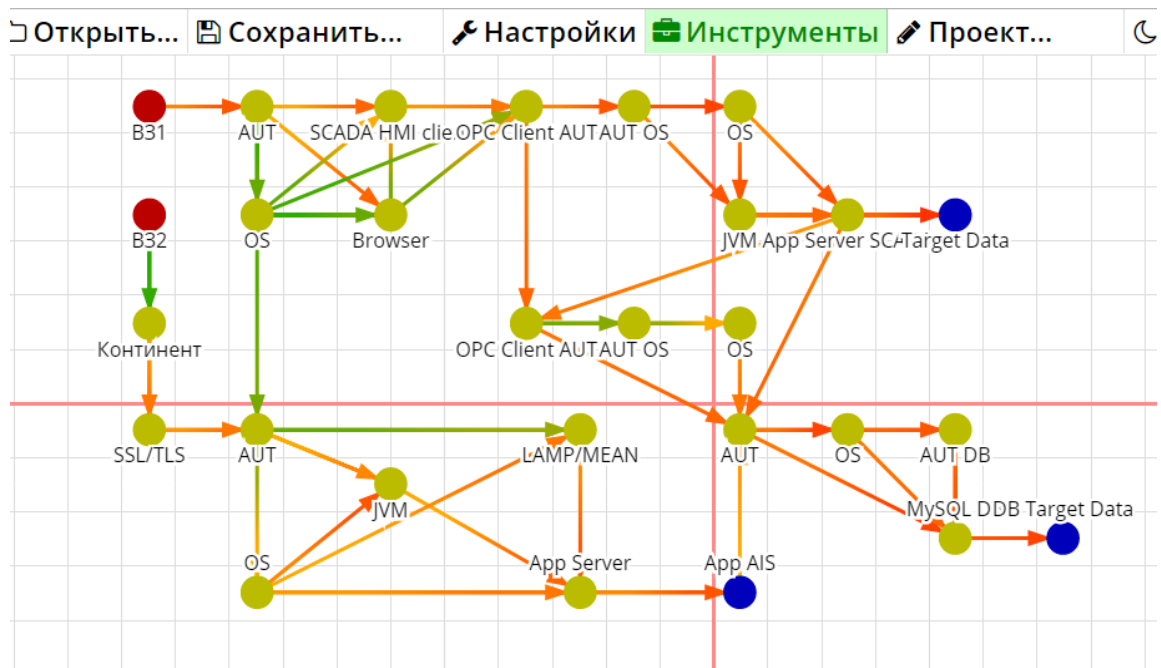 Открыть... Сохранить... Настройки Инструменты Проект...
B31 AUT SCADA HMI clie OPC Client AUT AUT OS OS
B32 OS Browser JVM App Server SCA Target Data
Континент OPC Client AUT AUT OS OS
SSL/TLS AUT LAMP/MEAN AUT OS AUT DB
JVM MySQL DDB Target Data
OS App Server App AIS